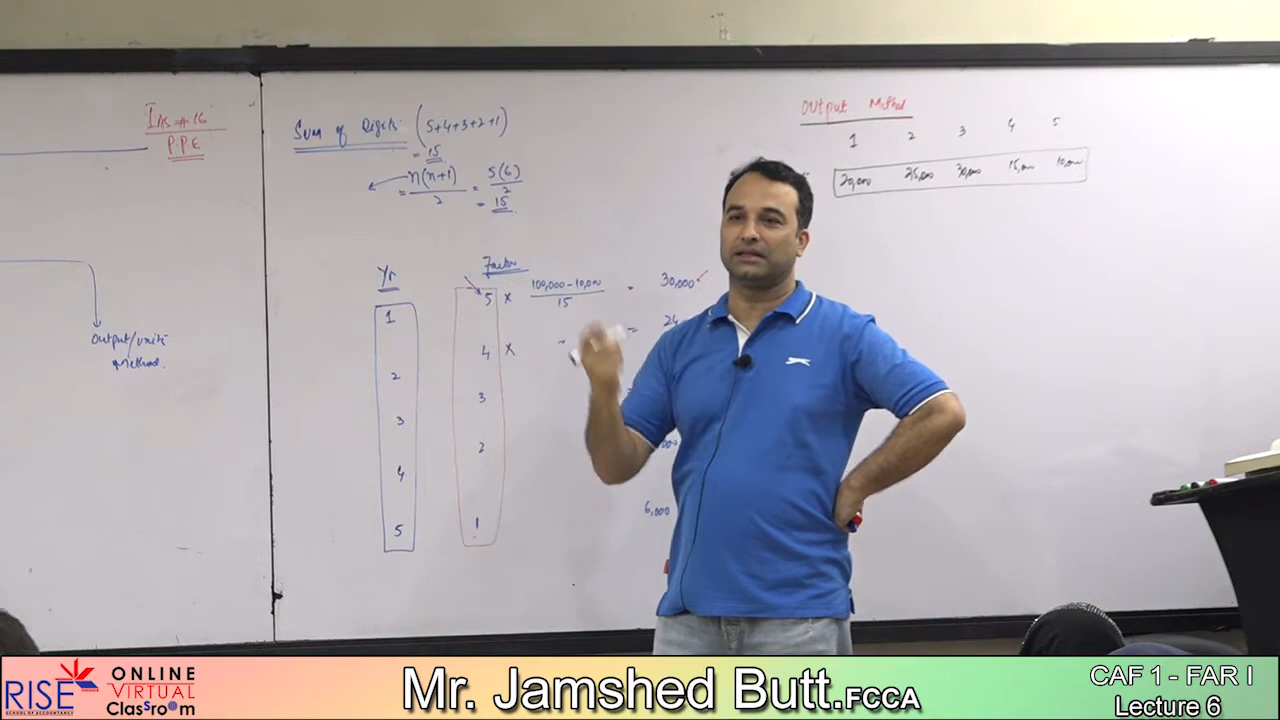 IAS # 16
P.P.E
Output/units
Method.
Sum of Digits (5+4+3+2+1)
= 15
= n(n+1)/2 = 5(6)/2
= 15
Yr
Factor
1 5 × 100,000-10,000/15 = 30,000
2 4 × = 24
3 3
4 2
5 1 6,000
Output Method
1 2 3 4 5
20,000 25,000 30,000 15,000 10,000
RISE
SCHOOL OF ACCOUNTANCY
ONLINE
VIRTUAL
Classroom
Mr. Jamshed Butt.FCCA
CAF 1 - FAR I
Lecture 6